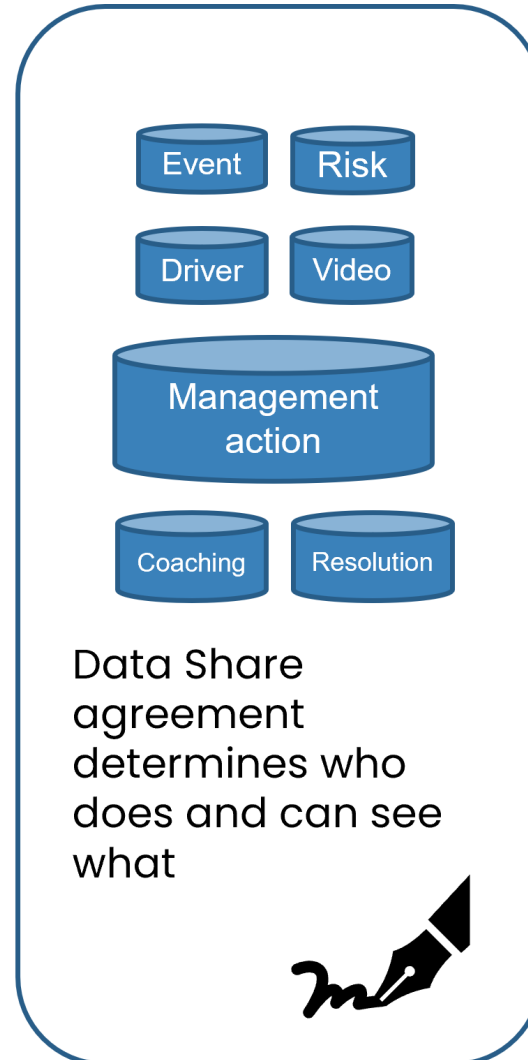 Event
Risk
Driver
Video
Management
action
Coaching
Resolution
Data Share
agreement
determines who
does and can see
what